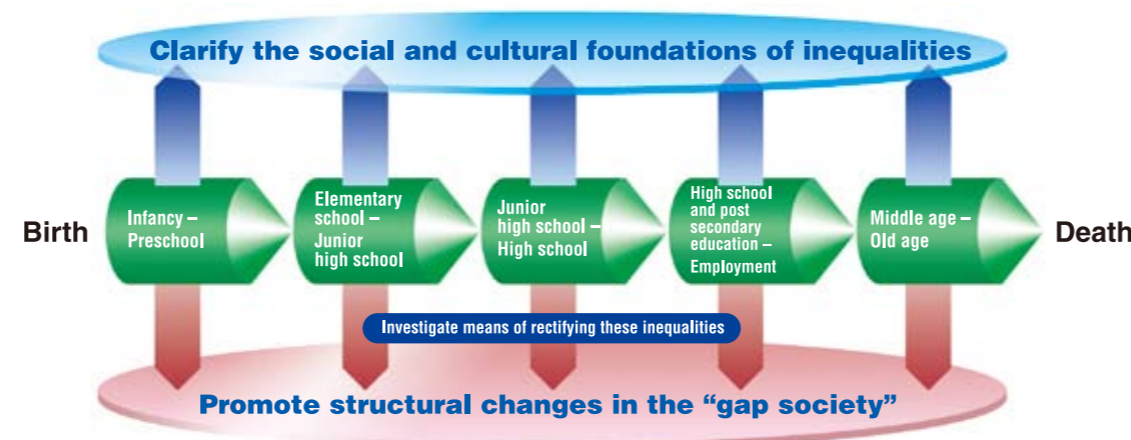 Clarify the social and cultural foundations of inequalities
Birth
Infancy –
Preschool
Elementary
school –
Junior
high school
Junior
high school –
High school
High school
and post
secondary
education –
Employment
Middle age –
Old age
Death
Investigate means of rectifying these inequalities
Promote structural changes in the “gap society”